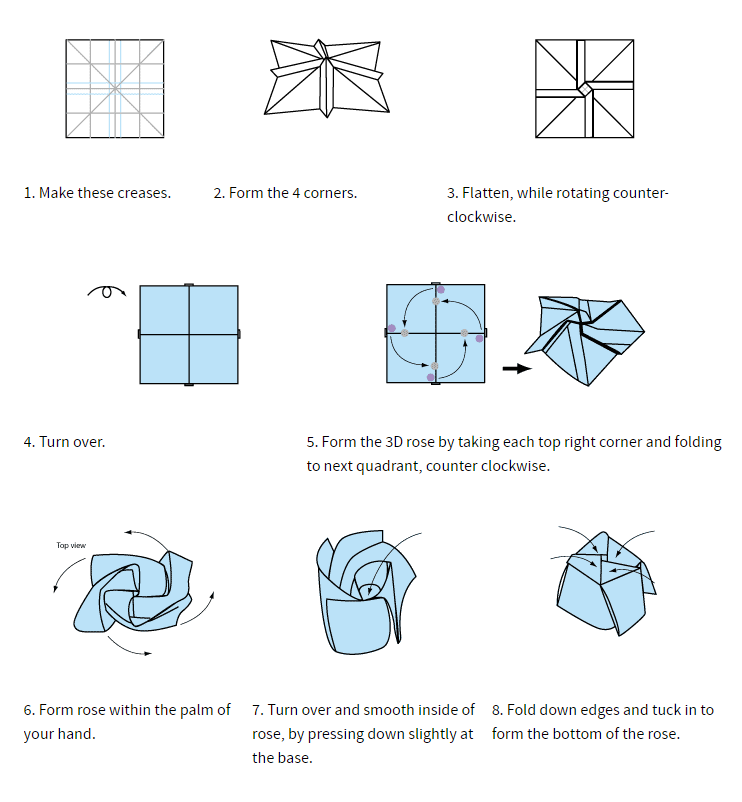 1. Make these creases.
2. Form the 4 corners.
3. Flatten, while rotating counter-
clockwise.
4. Turn over.
5. Form the 3D rose by taking each top right corner and folding
to next quadrant, counter clockwise.
Top view
6. Form rose within the palm of
your hand.
7. Turn over and smooth inside of
rose, by pressing down slightly at
the base.
8. Fold down edges and tuck in to
form the bottom of the rose.